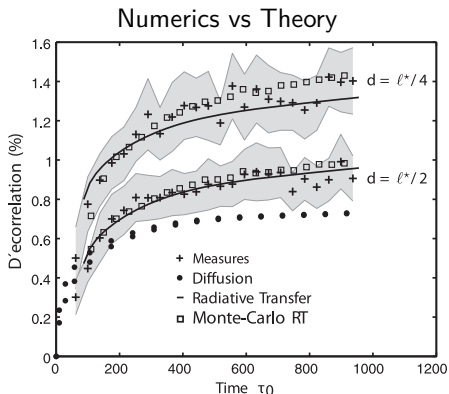 Numerics vs Theory
1.6
1.4
1.2
1
0.8
0.6
0.4
0.2
0
D´ecorrelation (%)
d = ℓ*/4
d = ℓ*/2
+ Measures
• Diffusion
– Radiative Transfer
□ Monte-Carlo RT
0 200 400 600 800 1000 1200
Time τ0